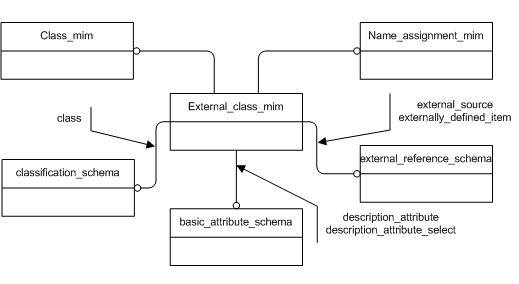 Class_mim
Name_assignment_mim
External_class_mim
class
external_source
externally_defined_item
classification_schema
external_reference_schema
basic_attribute_schema
description_attribute
description_attribute_select